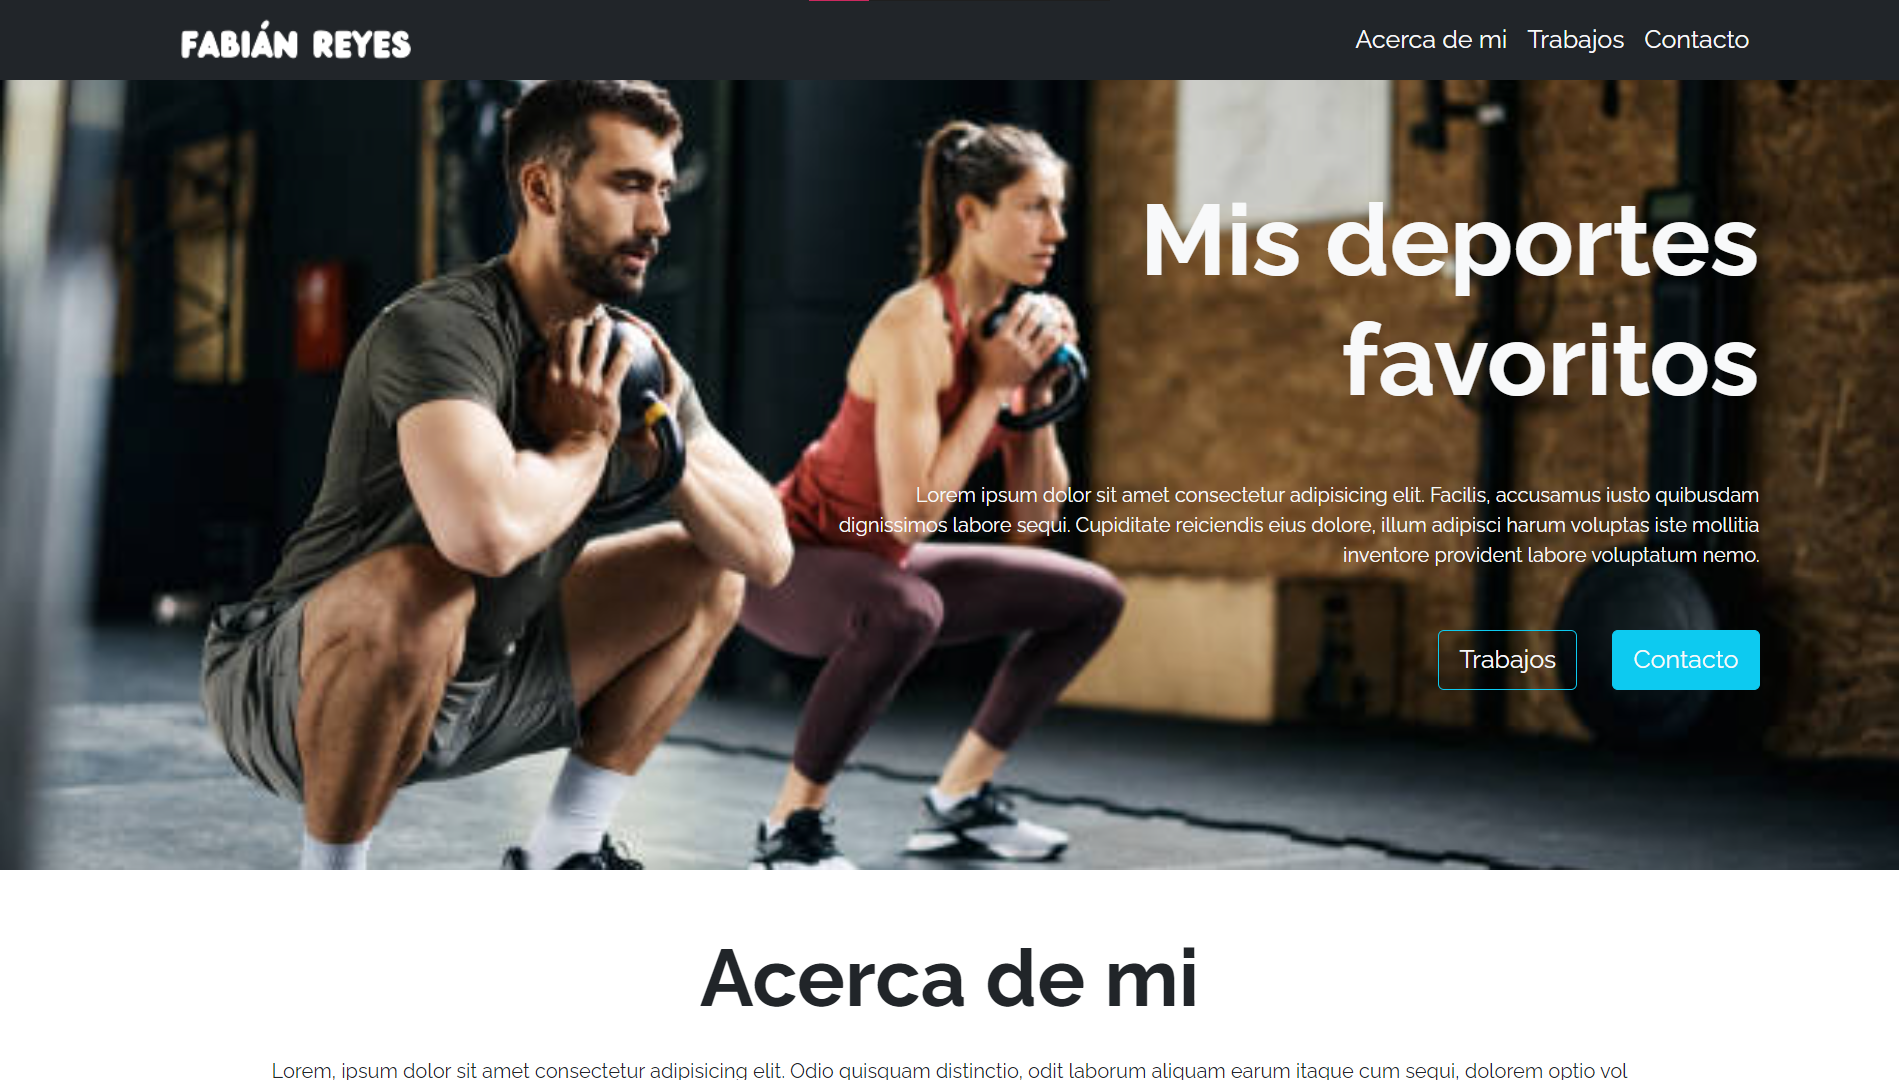 FABIÁN REYES
Acerca de mi Trabajos Contacto
Mis deportes
favoritos
Lorem ipsum dolor sit amet consectetur adipisicing elit. Facilis, accusamus iusto quibusdam
dignissimos labore sequi. Cupiditate reiciendis eius dolore, illum adipisci harum voluptas iste mollitia
inventore provident labore voluptatum nemo.
Trabajos Contacto
Acerca de mi
Lorem, ipsum dolor sit amet consectetur adipisicing elit. Odio quisquam distinctio, odit laborum aliquam earum itaque cum sequi, dolorem optio vol